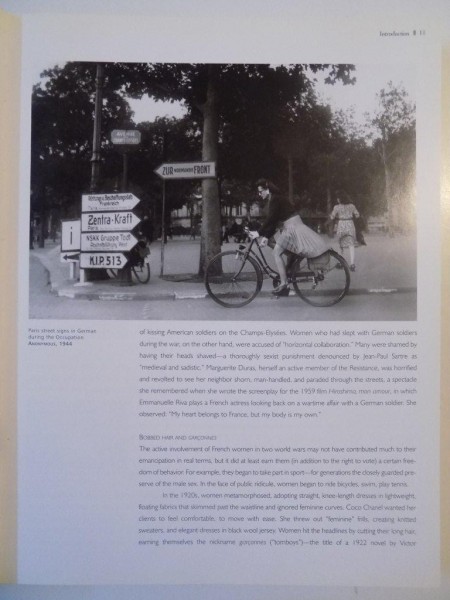 Introduction 11
ZUR NORMANDIE FRONT
Zentra-Kraft
Paris
NSKK Gruppe Todt
i
K.I.P. 513
Paris street signs in German
during the Occupation
ANONYMOUS, 1944
of kissing American soldiers on the Champs-Elysées. Women who had slept with German soldiers
during the war, on the other hand, were accused of "horizontal collaboration." Many were shamed by
having their heads shaved—a thoroughly sexist punishment denounced by Jean-Paul Sartre as
"medieval and sadistic." Marguerite Duras, herself an active member of the Resistance, was horrified
and revolted to see her neighbor shorn, man-handled, and paraded through the streets, a spectacle
she remembered when she wrote the screenplay for the 1959 film Hiroshima, mon amour, in which
Emmanuelle Riva plays a French actress looking back on a wartime affair with a German soldier. She
observed: "My heart belongs to France, but my body is my own."
BOBBED HAIR AND GARÇONNES
The active involvement of French women in two world wars may not have contributed much to their
emancipation in real terms, but it did at least earn them (in addition to the right to vote) a certain free-
dom of behavior. For example, they began to take part in sport—for generations the closely guarded pre-
serve of the male sex. In the face of public ridicule, women began to ride bicycles, swim, play tennis.
In the 1920s, women metamorphosed, adopting straight, knee-length dresses in lightweight,
floating fabrics that skimmed past the waistline and ignored feminine curves. Coco Chanel wanted her
clients to feel comfortable, to move with ease. She threw out "feminine" frills, creating knitted
sweaters, and elegant dresses in black wool jersey. Women hit the headlines by cutting their long hair,
earning themselves the nickname garçonnes ("tomboys")—the title of a 1922 novel by Victor